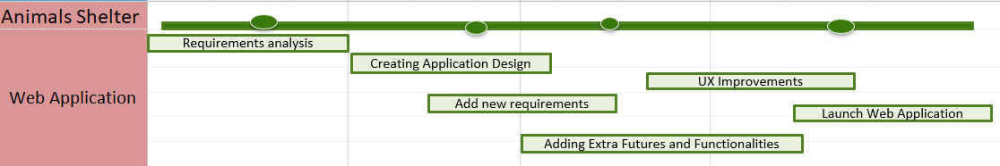 Animals Shelter
Requirements analysis
Creating Application Design
UX Improvements
Web Application
Add new requirements
Launch Web Application
Adding Extra Futures and Functionalities